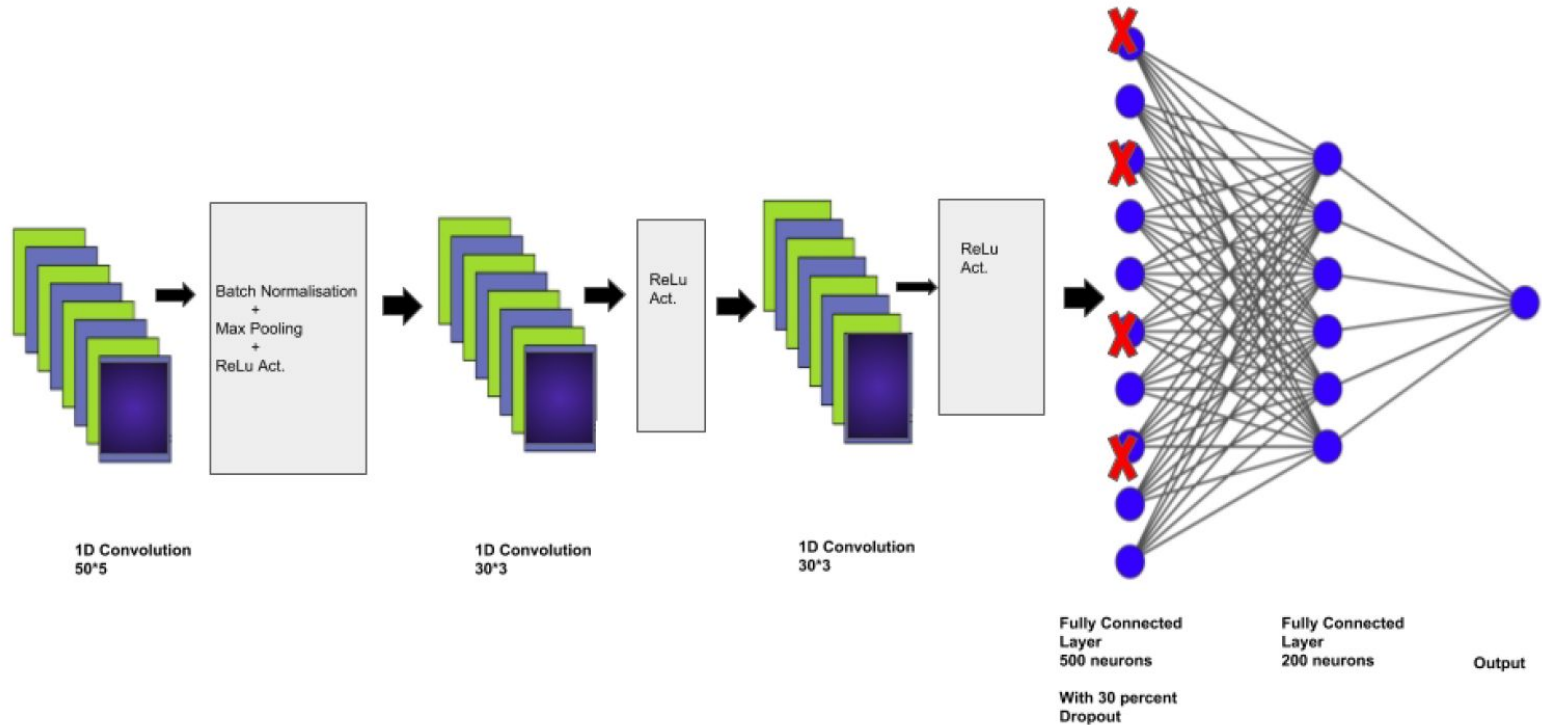 Batch Normalisation
+
Max Pooling
+
ReLu Act.
ReLu
Act.
ReLu
Act.
1D Convolution
50*5
1D Convolution
30*3
1D Convolution
30*3
Fully Connected
Layer
500 neurons
With 30 percent
Dropout
Fully Connected
Layer
200 neurons
Output